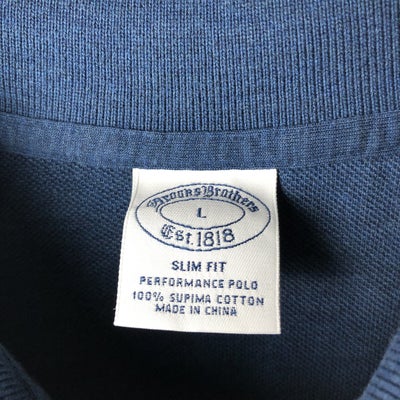 Brooks Brothers
L
Est. 1818
SLIM FIT
PERFORMANCE POLO
100% SUPIMA COTTON
MADE IN CHINA